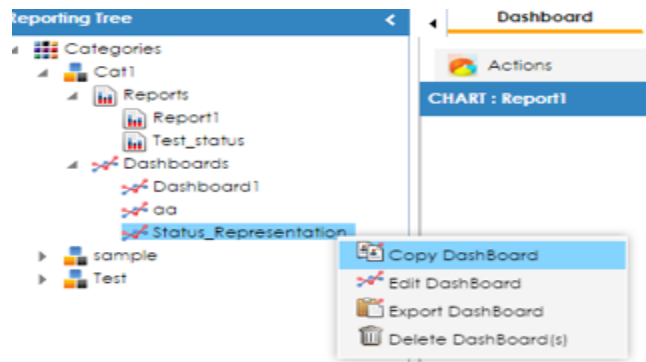 Reporting Tree
Dashboard
Categories
Cat1
Actions
Reports
CHART : Report1
Report1
Test_status
Dashboards
Dashboard1
aa
Status_Representation
Copy DashBoard
sample
Edit DashBoard
Test
Export DashBoard
Delete DashBoard(s)